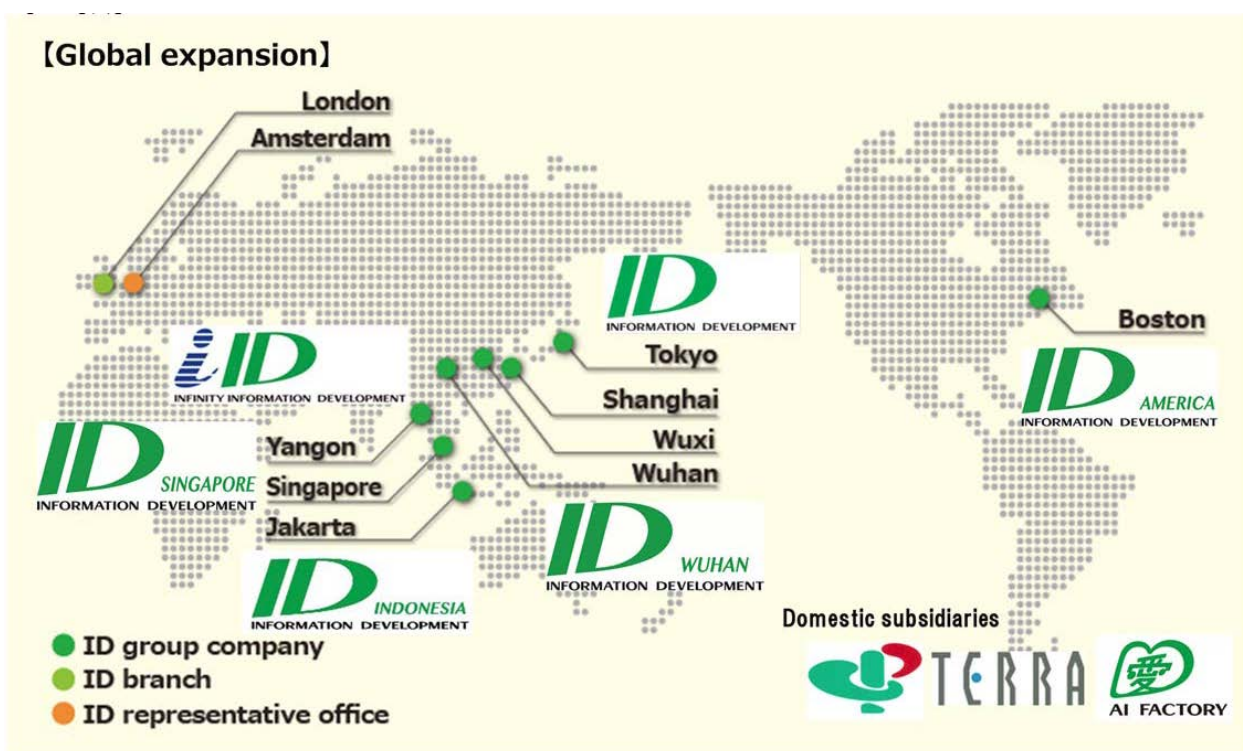 【Global expansion】
London
Amsterdam
ID
INFORMATION DEVELOPMENT
Boston
Tokyo
i ID
INFINITY INFORMATION DEVELOPMENT
Shanghai
ID AMERICA
INFORMATION DEVELOPMENT
Yangon
Wuxi
ID SINGAPORE
INFORMATION DEVELOPMENT
Singapore
Wuhan
Jakarta
ID WUHAN
INFORMATION DEVELOPMENT
ID INDONESIA
INFORMATION DEVELOPMENT
Domestic subsidiaries
ID group company
ID branch
ID representative office
TERRA
愛
AI FACTORY